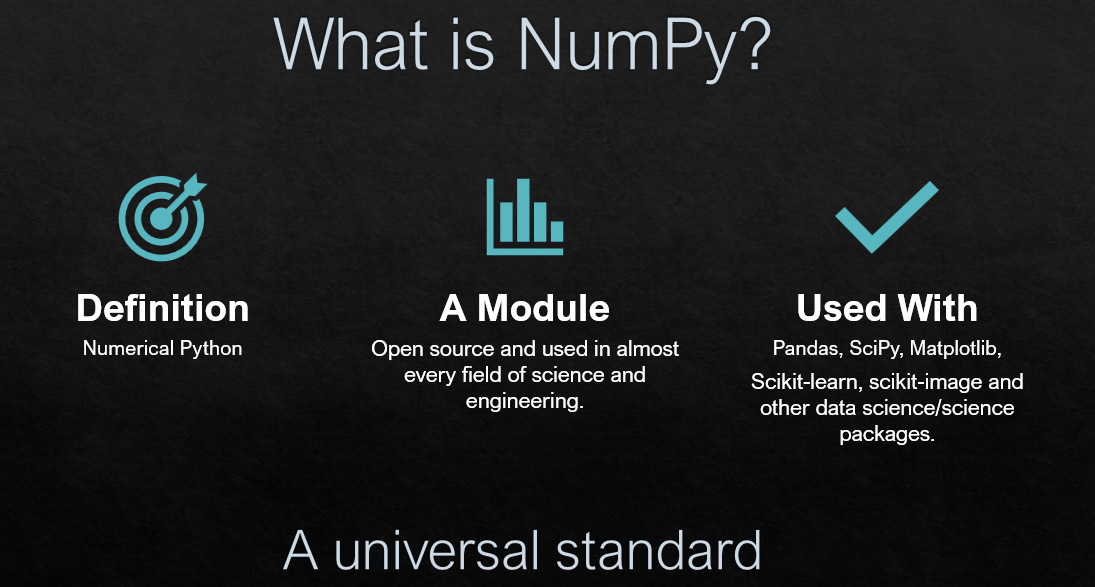 What is NumPy?
Definition
Numerical Python
A Module
Open source and used in almost
every field of science and
engineering.
Used With
Pandas, SciPy, Matplotlib,
Scikit-learn, scikit-image and
other data science/science
packages.
A universal standard